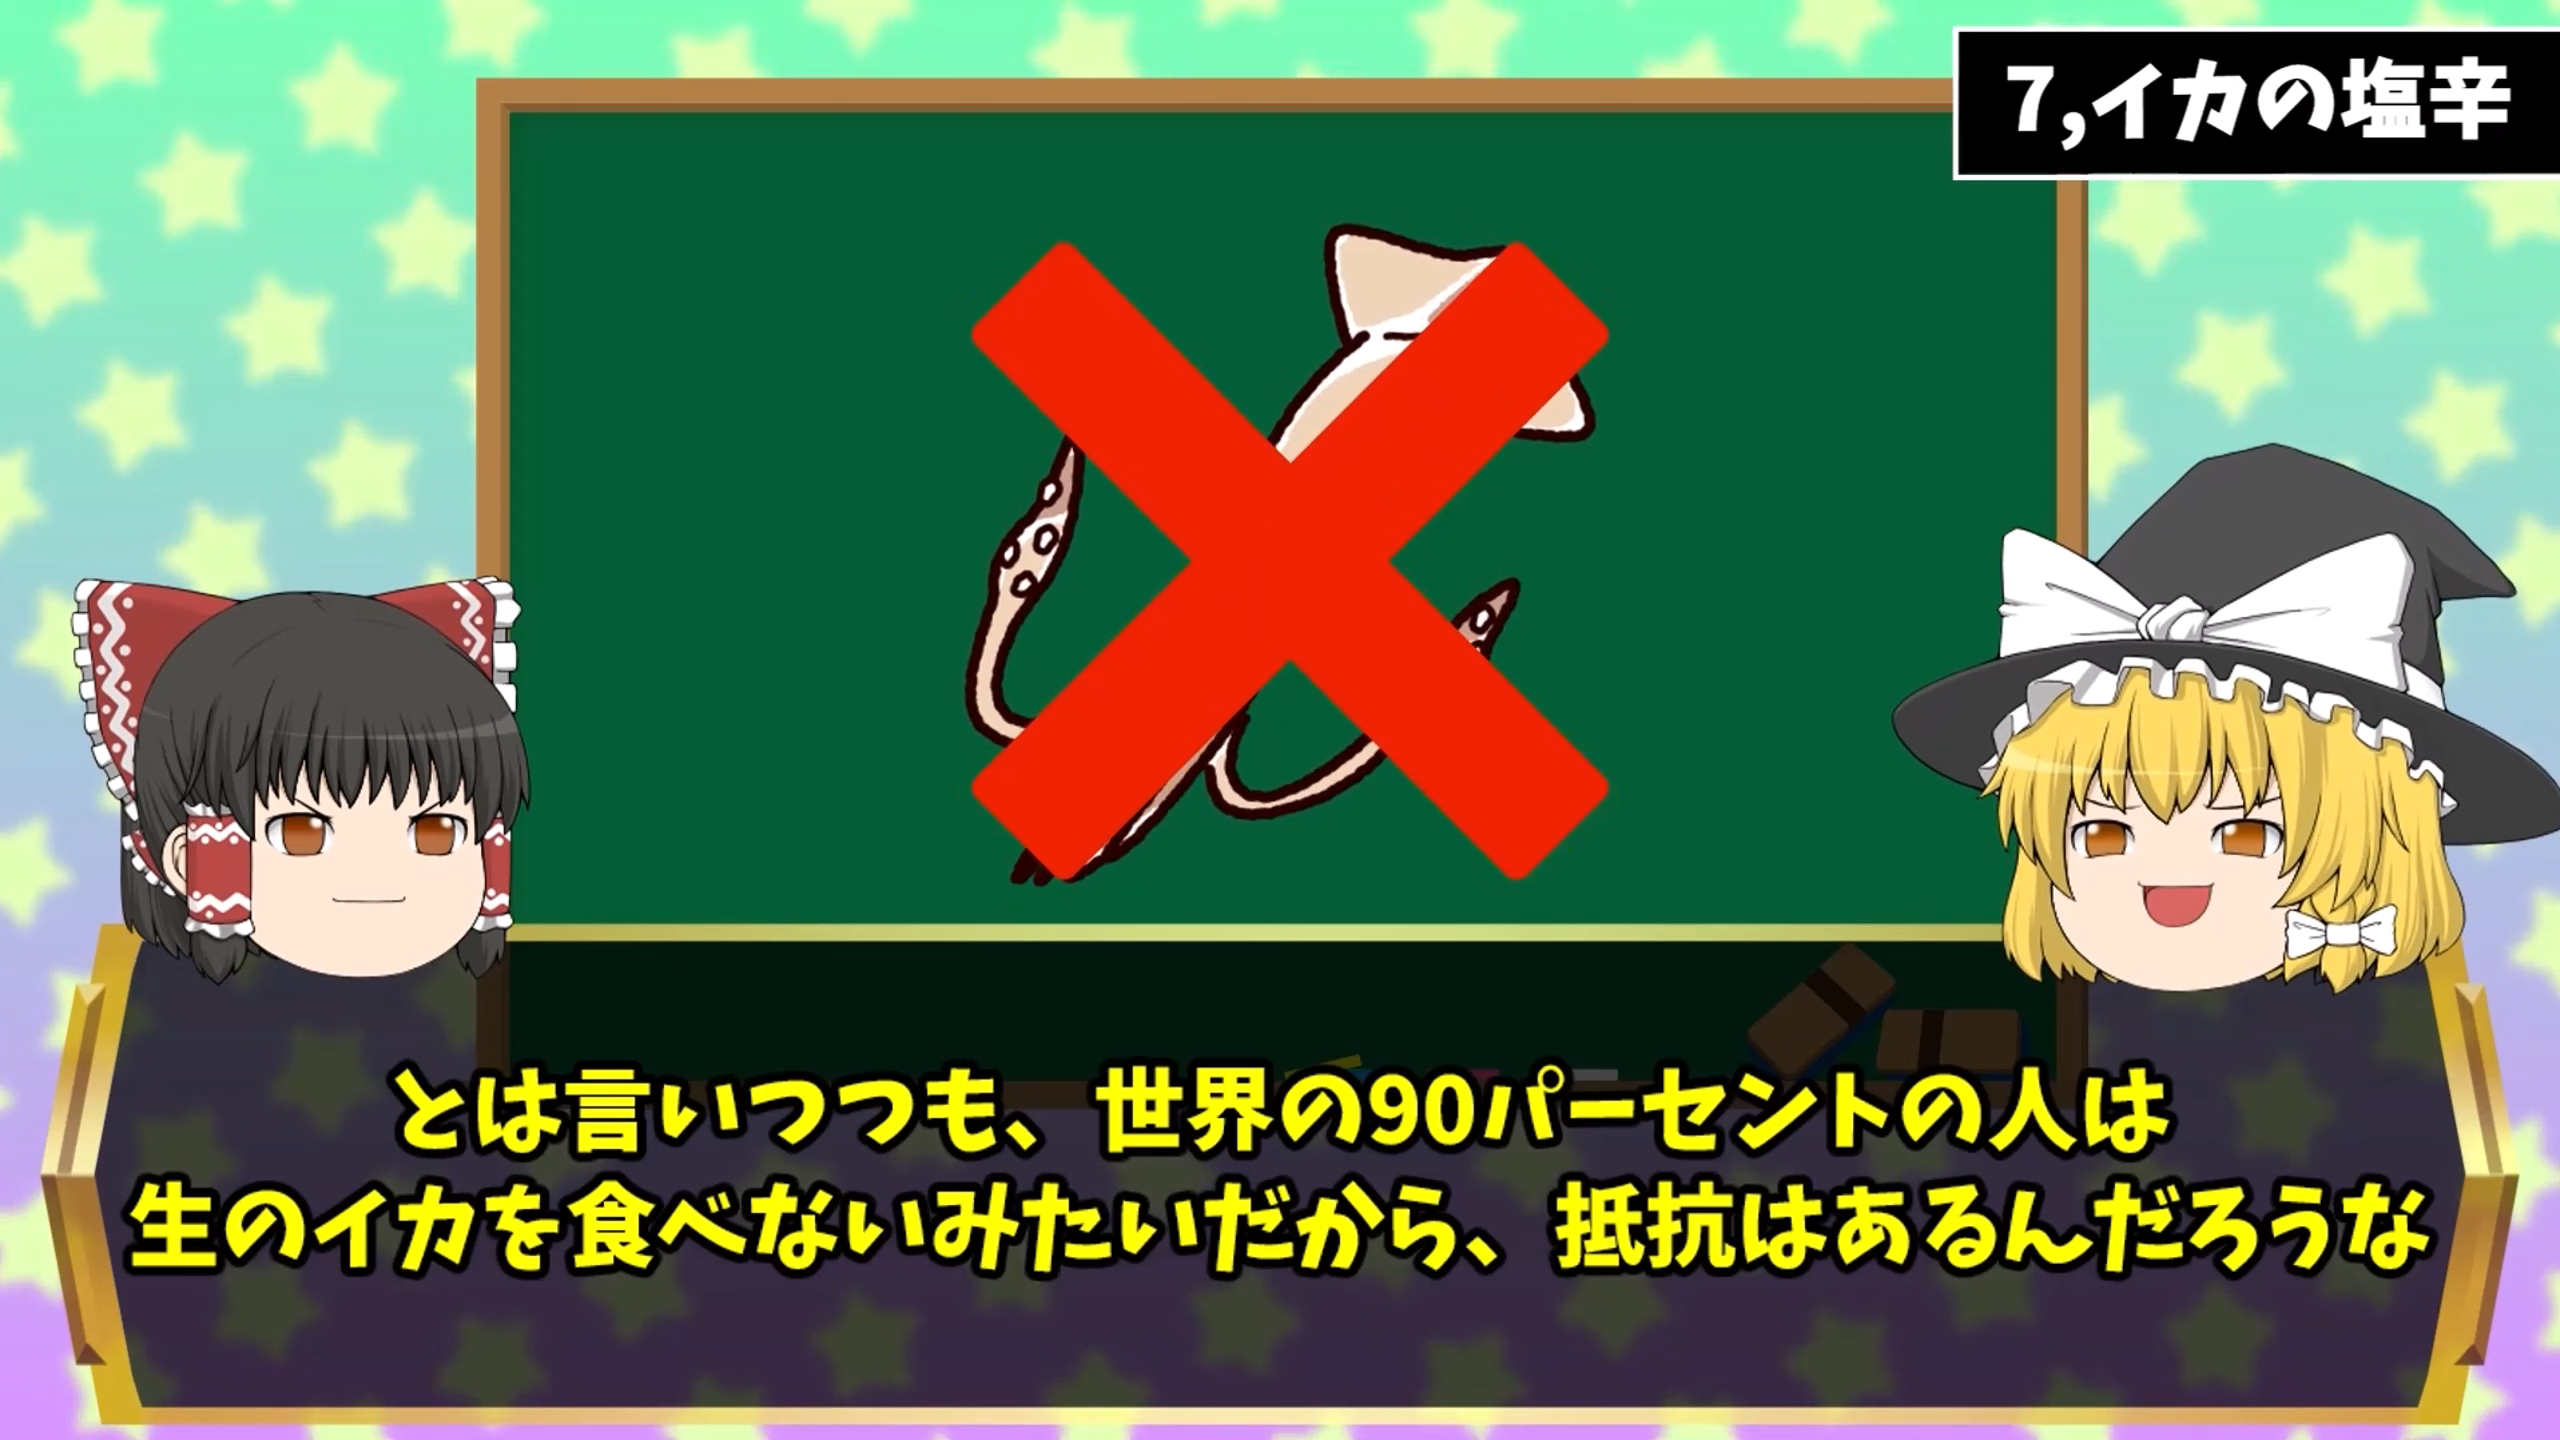 7,イカの塩辛
とは言いつつも、世界の90パーセントの人は
生のイカを食べないみたいだから、抵抗はあるんだろうな